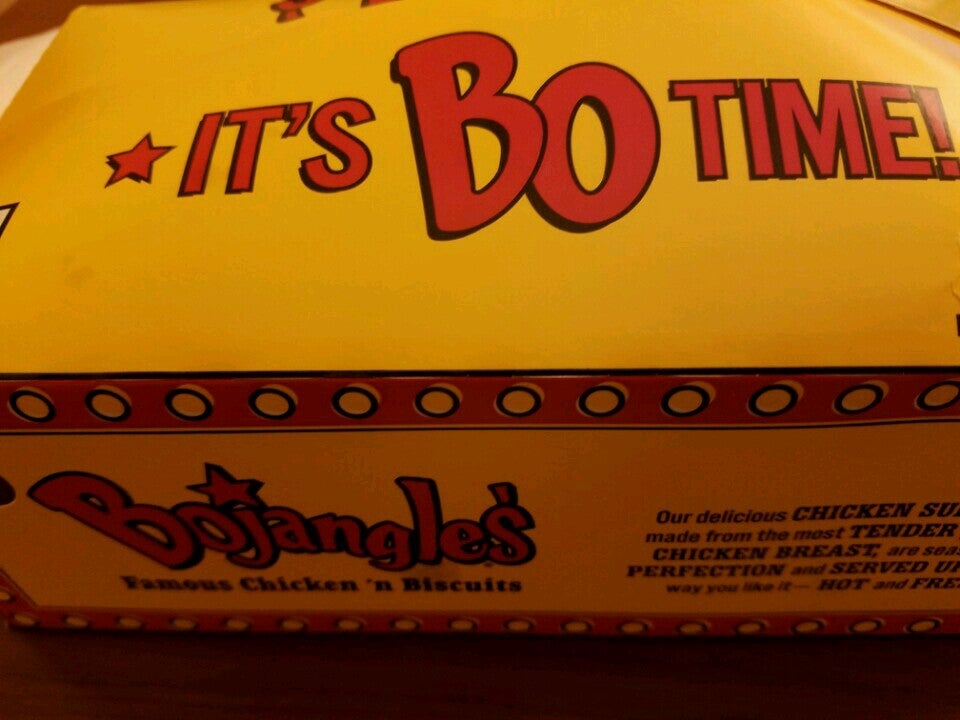 IT'S BO TIME!
Bojangles'
Famous Chicken 'n Biscuits
Our delicious CHICKEN
made from the most TENDER
CHICKEN BREAST, are
PERFECTION and SERVED
way you like it— HOT and